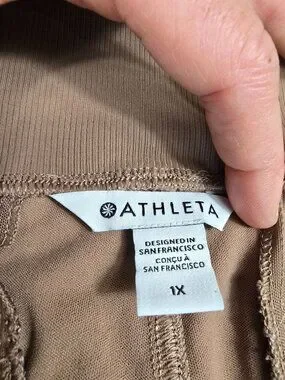 ATHLETA
DESIGNED IN
SAN FRANCISCO
CONÇU À
SAN FRANCISCO
1X